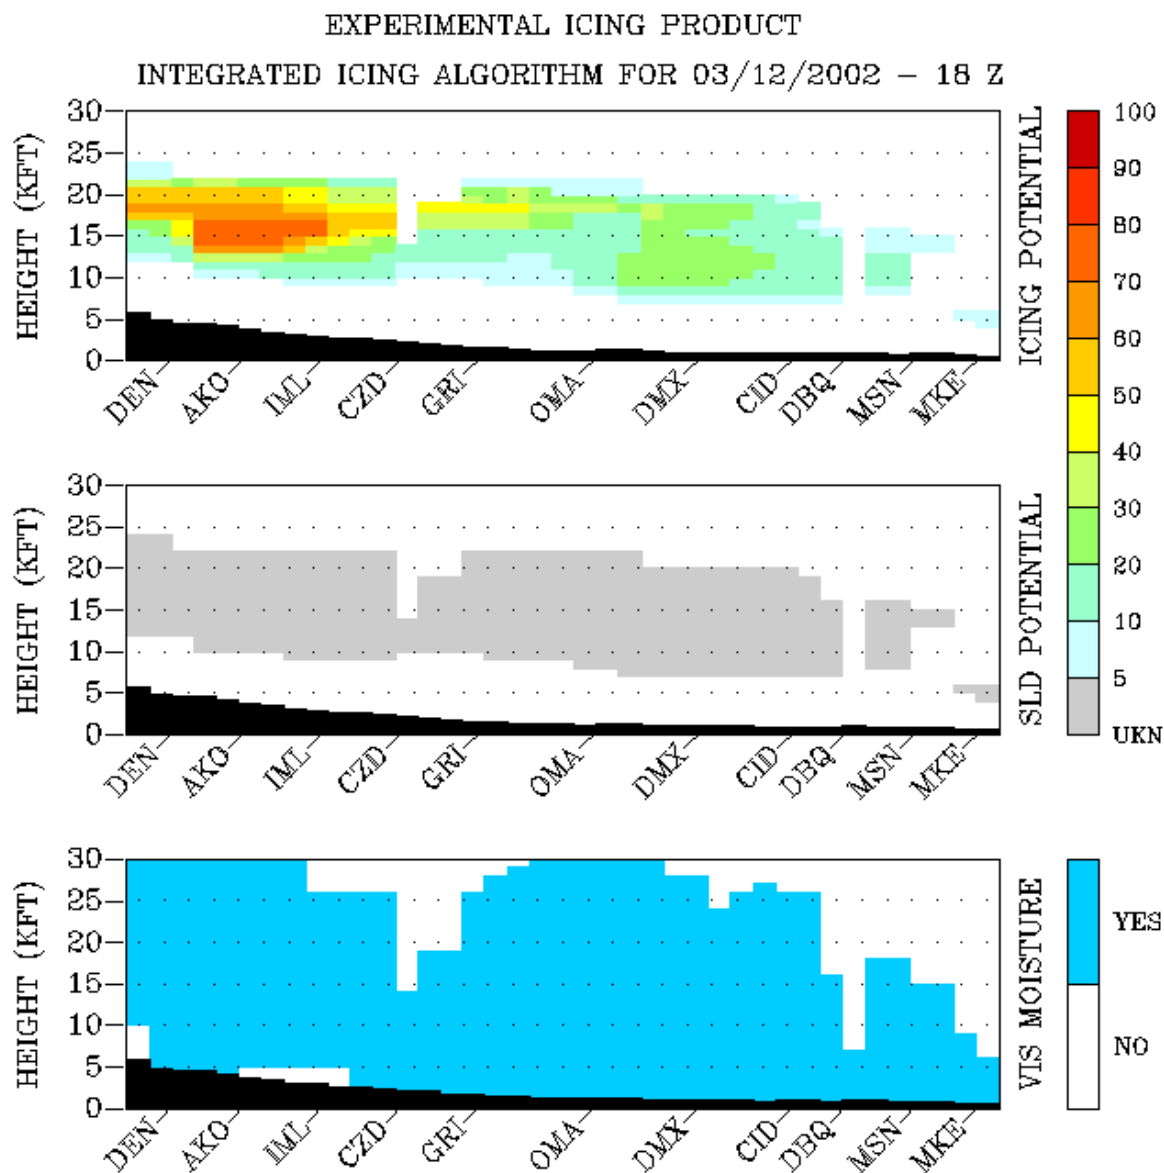 EXPERIMENTAL ICING PRODUCT
INTEGRATED ICING ALGORITHM FOR 03/12/2002 – 18 Z
HEIGHT (KFT)
30
25
20
15
10
5
0
DEN
AKO
IML
CZD
GRI
OMA
DMX
CID
DBQ
MSN
MKE
ICING POTENTIAL
100
90
80
70
60
50
40
30
20
10
5
UKN
HEIGHT (KFT)
30
25
20
15
10
5
0
DEN
AKO
IML
CZD
GRI
OMA
DMX
CID
DBQ
MSN
MKE
SLD POTENTIAL
HEIGHT (KFT)
30
25
20
15
10
5
0
DEN
AKO
IML
CZD
GRI
OMA
DMX
CID
DBQ
MSN
MKE
VIS MOISTURE
YES
NO